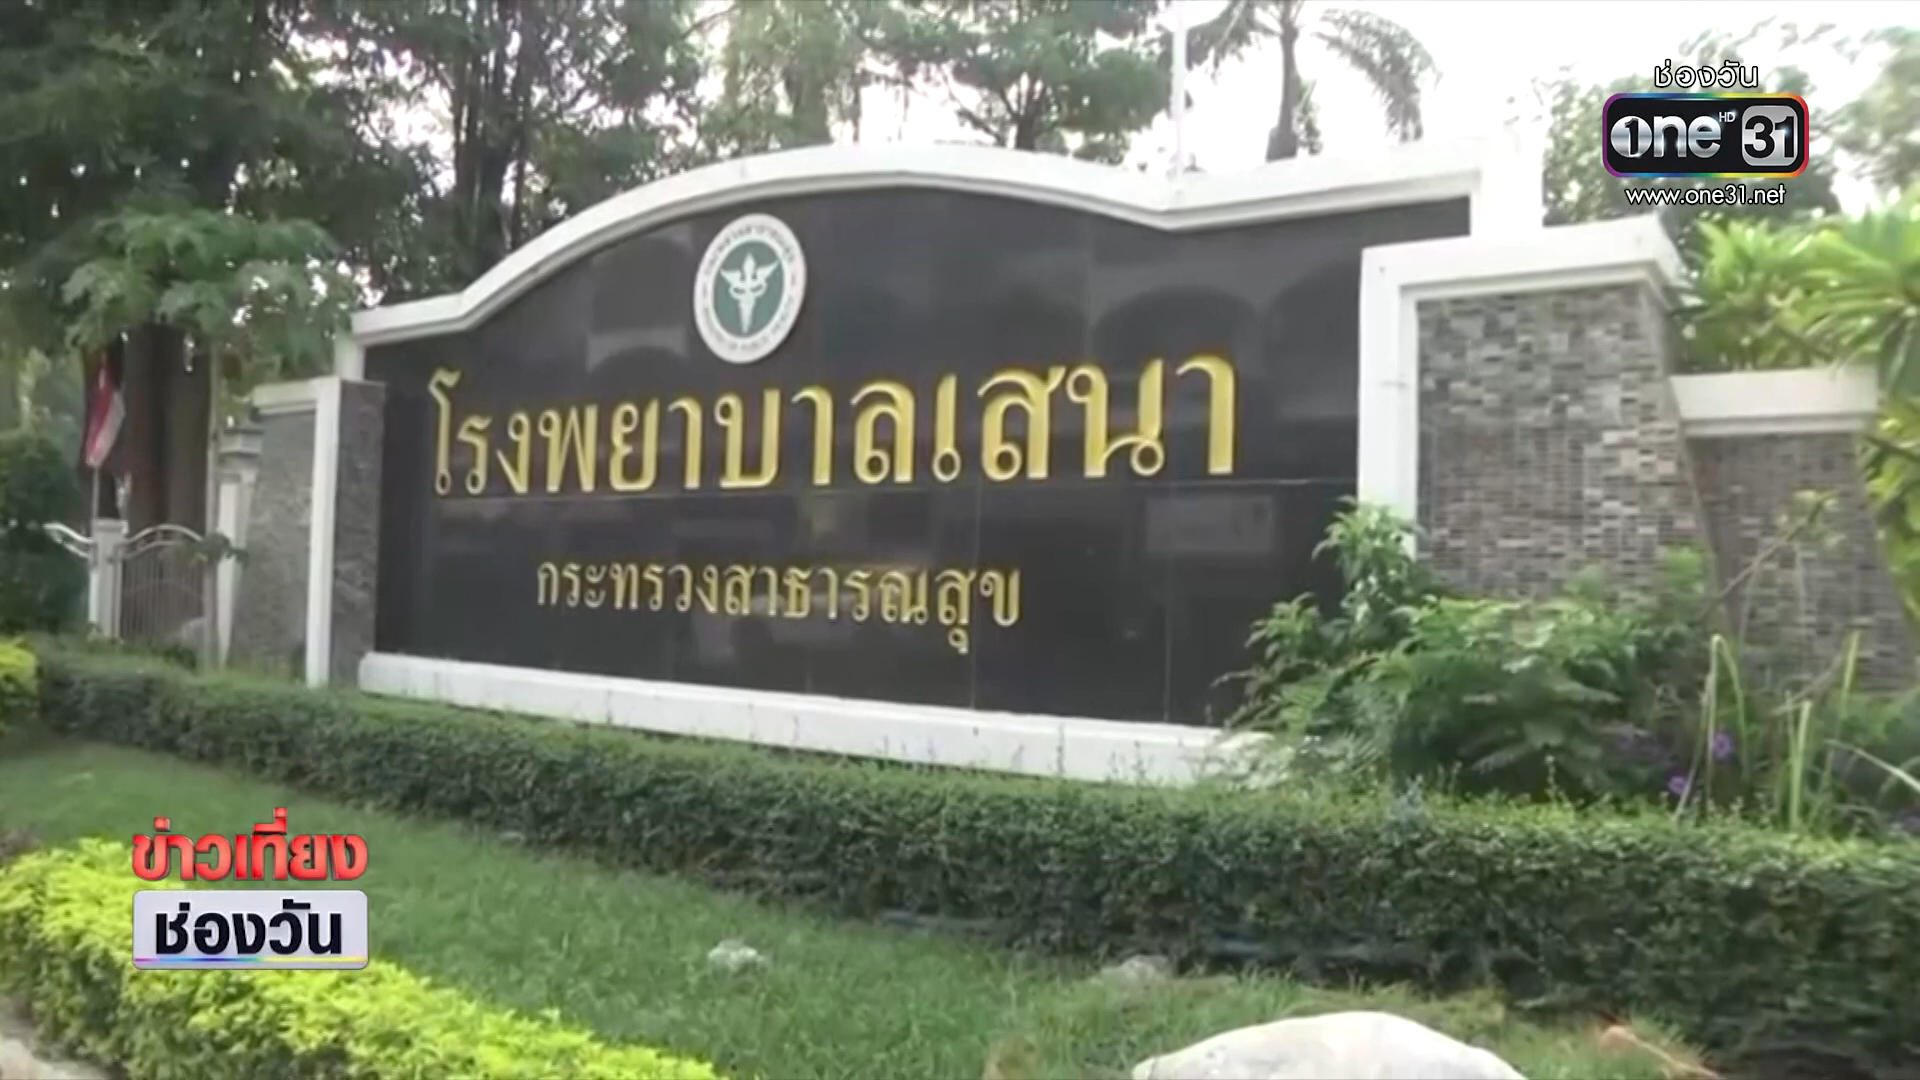 ช่องวัน
one HD 31
www.one31.net
โรงพยาบาลเสนา
กระทรวงสาธารณสุข
ข่าวเที่ยง
ช่องวัน